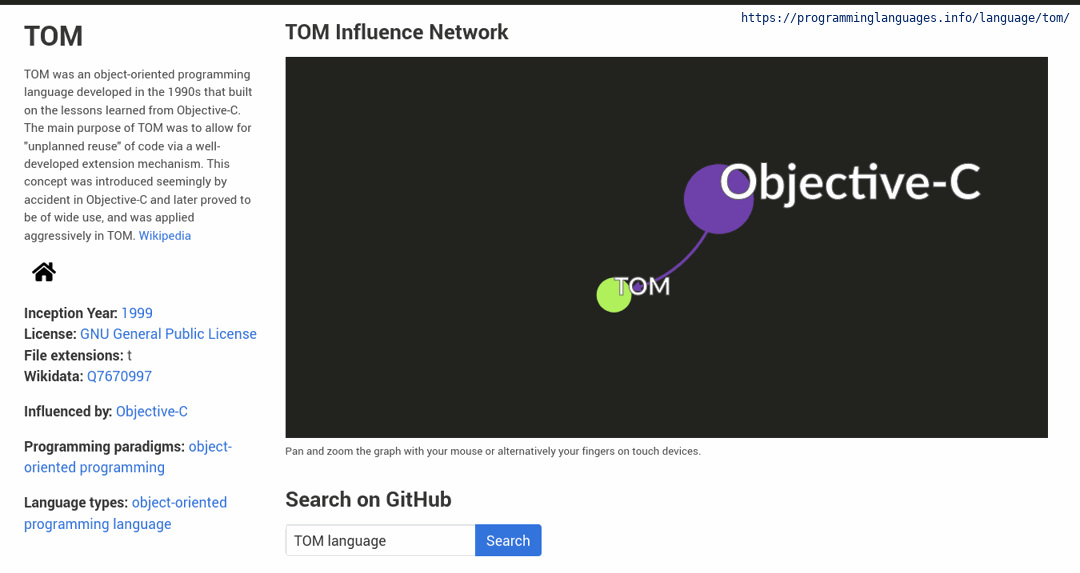 https://programminglanguages.info/language/tom/
TOM
TOM was an object-oriented programming
language developed in the 1990s that built
on the lessons learned from Objective-C.
The main purpose of TOM was to allow for
"unplanned reuse" of code via a well-
developed extension mechanism. This
concept was introduced seemingly by
accident in Objective-C and later proved to
be of wide use, and was applied
aggressively in TOM. Wikipedia
Inception Year: 1999
License: GNU General Public License
File extensions: t
Wikidata: Q7670997
Influenced by: Objective-C
Programming paradigms: object-
oriented programming
Language types: object-oriented
programming language
TOM Influence Network
Objective-C
TOM
Pan and zoom the graph with your mouse or alternatively your fingers on touch devices.
Search on GitHub
TOM language
Search